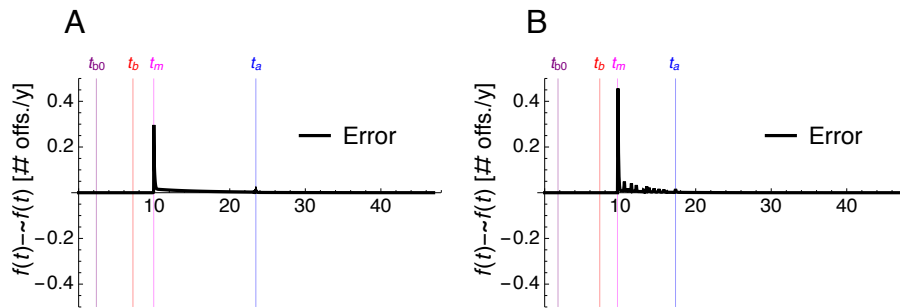 A
B
t_b0 t_b t_m t_a
t_b0 t_b t_m t_a
f(t)-~f(t) [# offs./y]
0.4
0.2
-0.2
-0.4
10 20 30 40
Error
f(t)-~f(t) [# offs./y]
0.4
0.2
-0.2
-0.4
10 20 30 40
Error